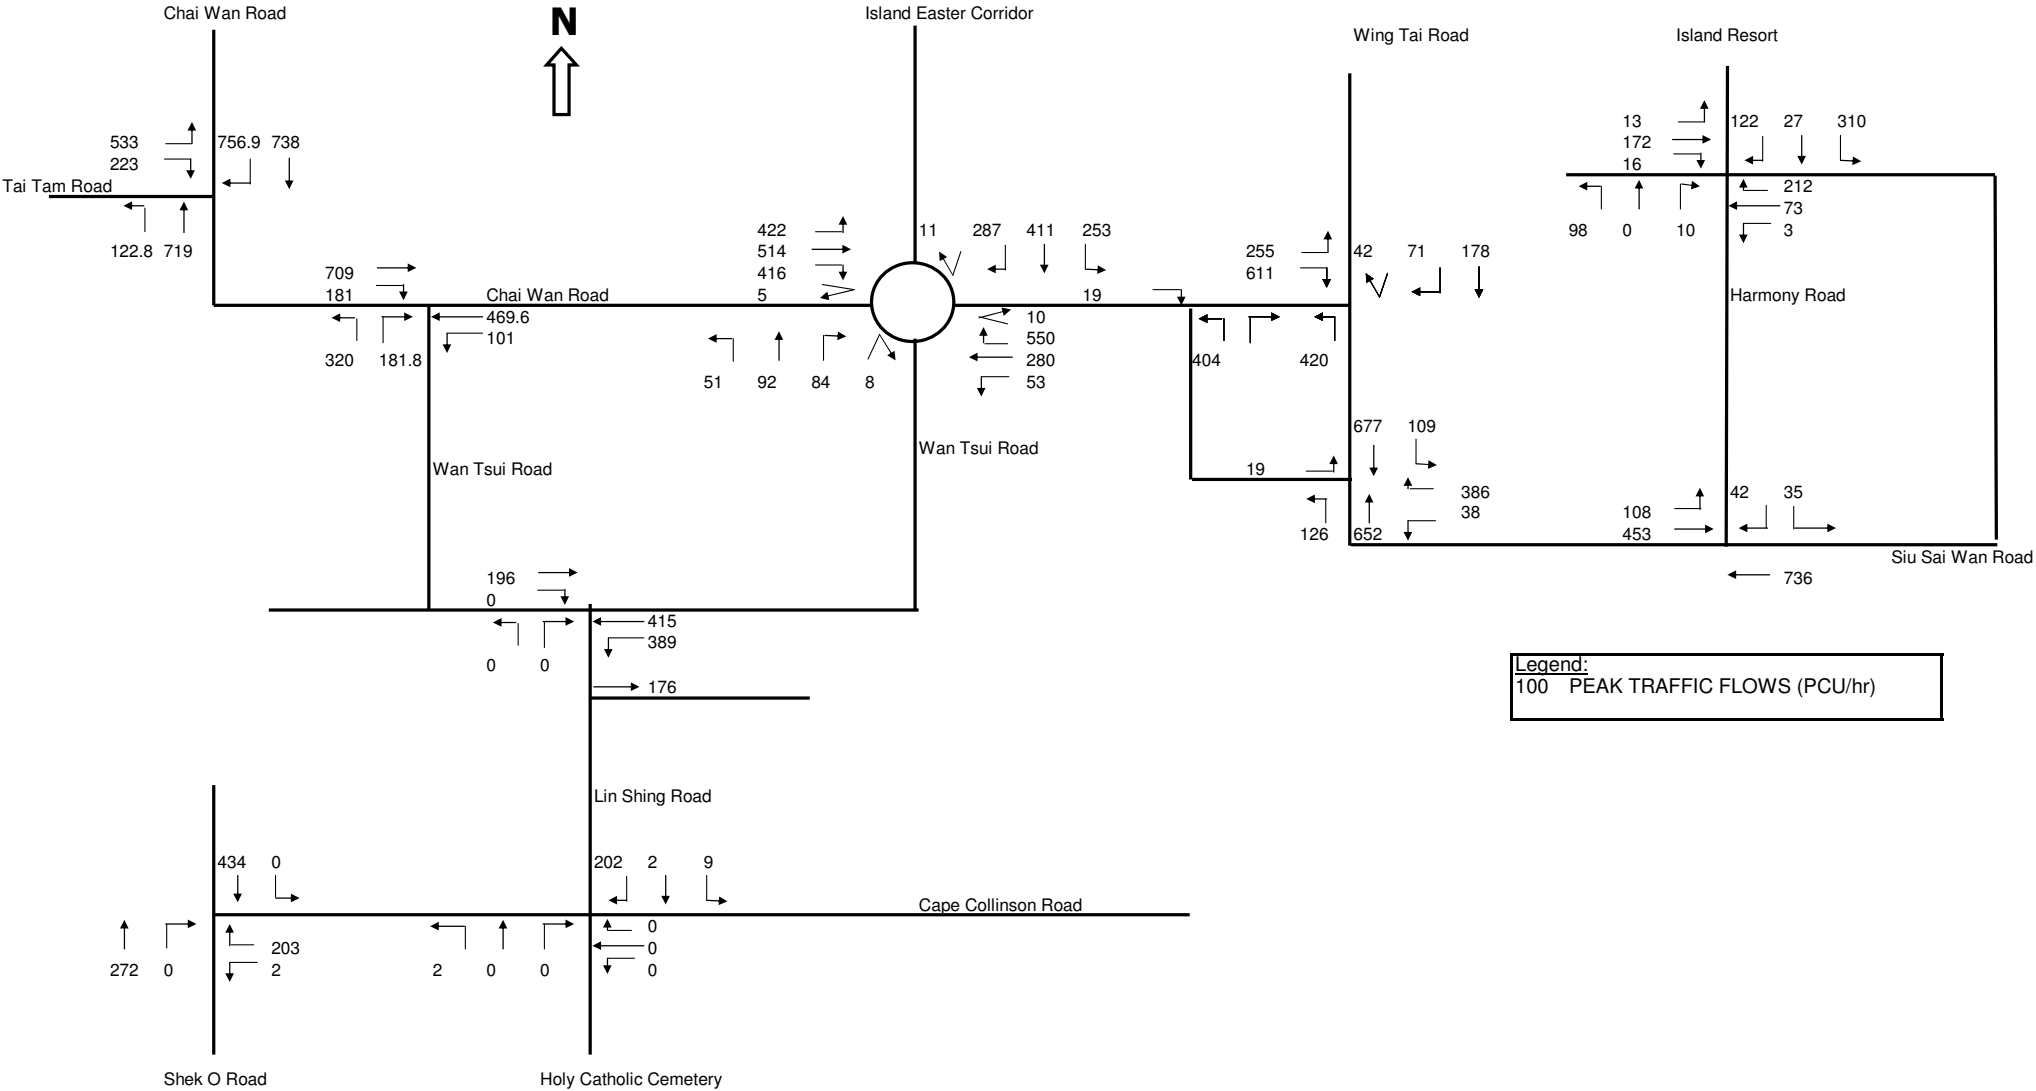 Chai Wan Road
N
Island Easter Corridor
Wing Tai Road
Island Resort
533
223
756.9 738
Tai Tam Road
122.8 719
13
172
16
122 27 310
212
73
3
98 0 10
422
514
416
5
11 287 411 253
19
255
611
42 71 178
709
181
Chai Wan Road
469.6
101
320 181.8
10
550
280
53
51 92 84 8
404 420
Harmony Road
Wan Tsui Road
Wan Tsui Road
677 109
19
386
38
126 652
108
453
42 35
Siu Sai Wan Road
736
196
0
415
389
0 0
176
Legend:
100 PEAK TRAFFIC FLOWS (PCU/hr)
Lin Shing Road
434 0
202 2 9
Cape Collinson Road
203
2
272 0
0
0
0
2 0 0
Shek O Road
Holy Catholic Cemetery